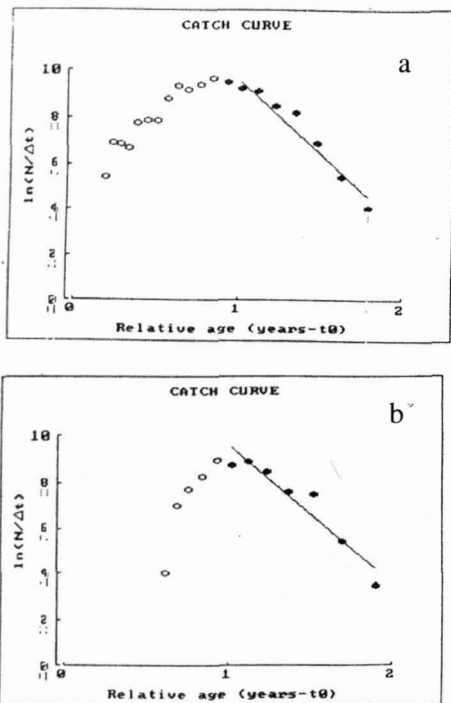 CATCH CURVE
a
10
8
6
4
2
0
ln(N/Δt)
0 1 2
Relative age (years-t0)
CATCH CURVE
b
10
8
6
4
2
0
ln(N/Δt)
0 1 2
Relative age (years-t0)